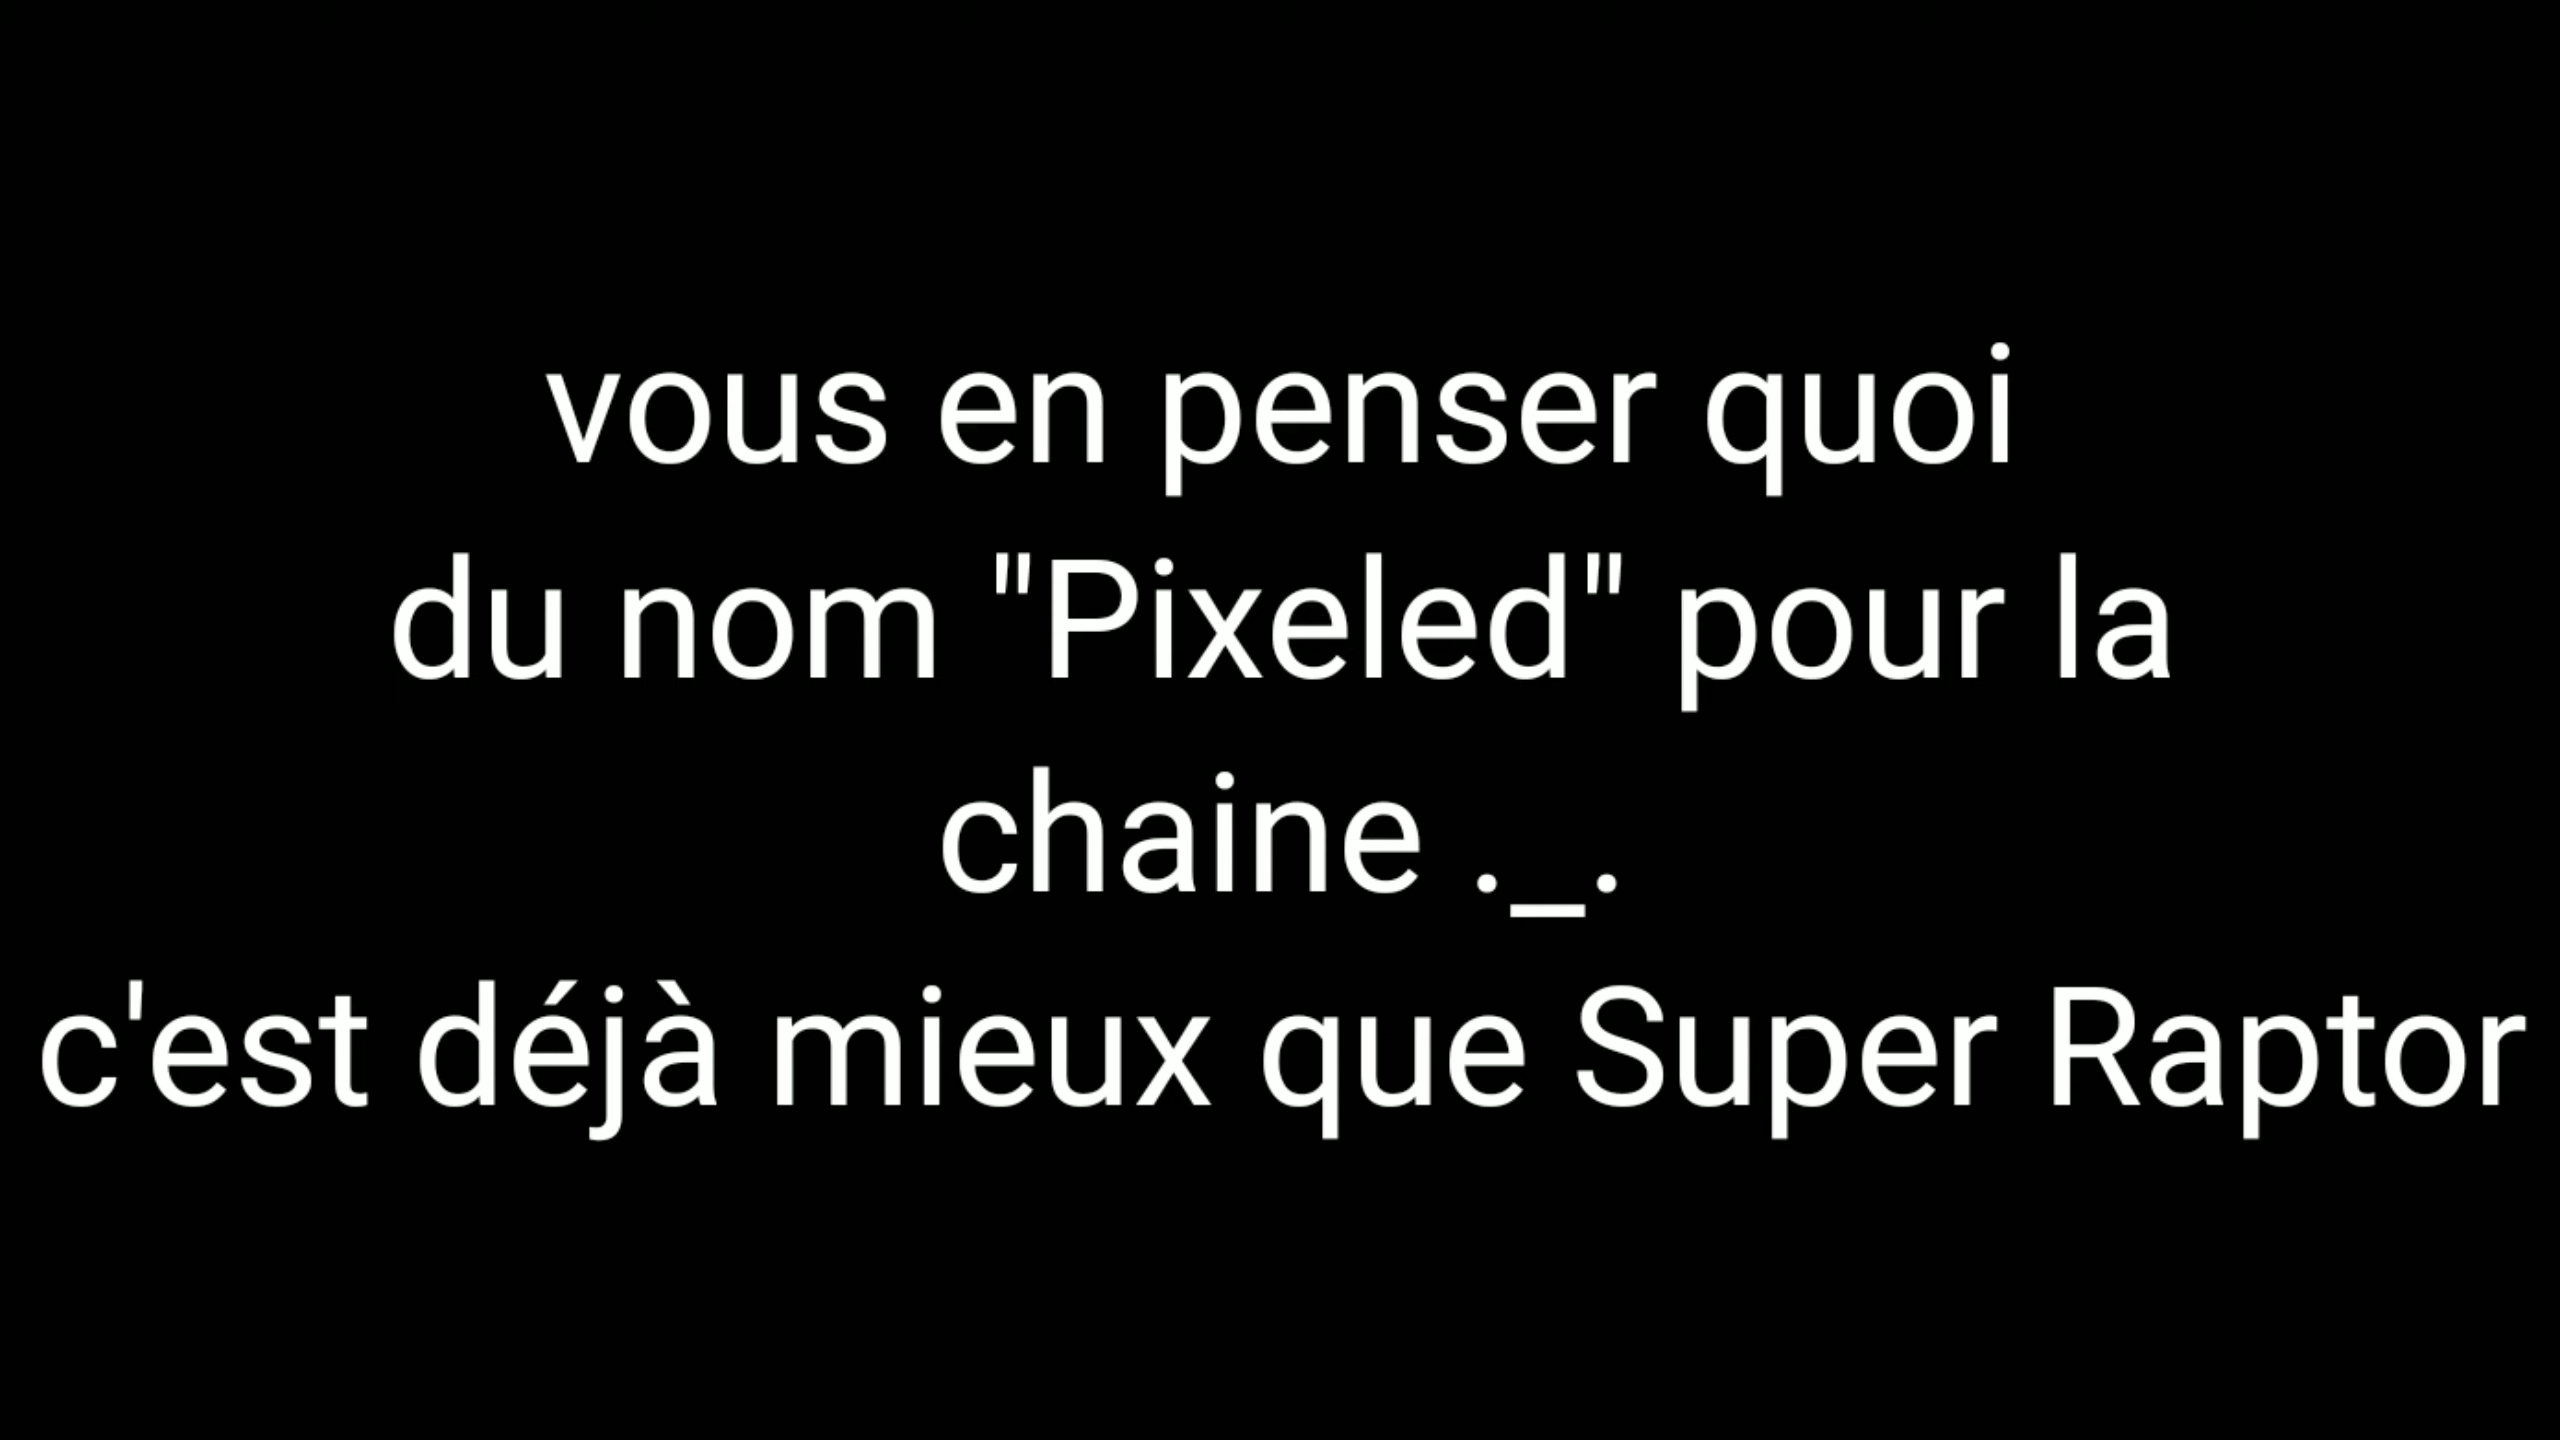 vous en penser quoi
du nom "Pixeled" pour la
chaine ._.
c'est déjà mieux que Super Raptor